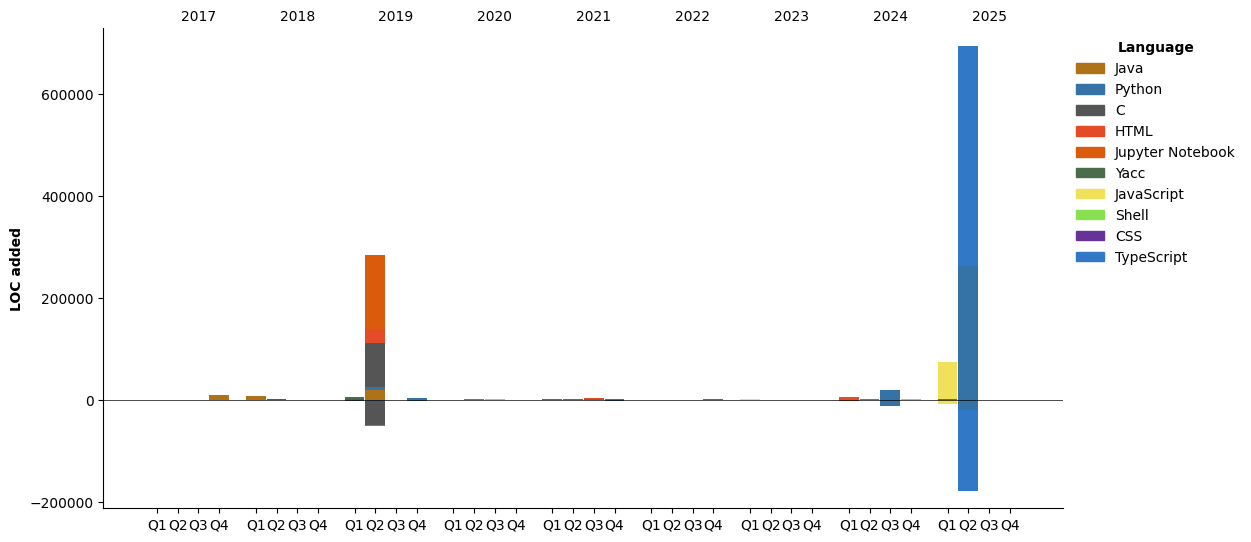 2017 2018 2019 2020 2021 2022 2023 2024 2025
LOC added
600000
400000
200000
0
−200000
Q1 Q2 Q3 Q4 Q1 Q2 Q3 Q4 Q1 Q2 Q3 Q4 Q1 Q2 Q3 Q4 Q1 Q2 Q3 Q4 Q1 Q2 Q3 Q4 Q1 Q2 Q3 Q4 Q1 Q2 Q3 Q4 Q1 Q2 Q3 Q4
Language
Java
Python
C
HTML
Jupyter Notebook
Yacc
JavaScript
Shell
CSS
TypeScript